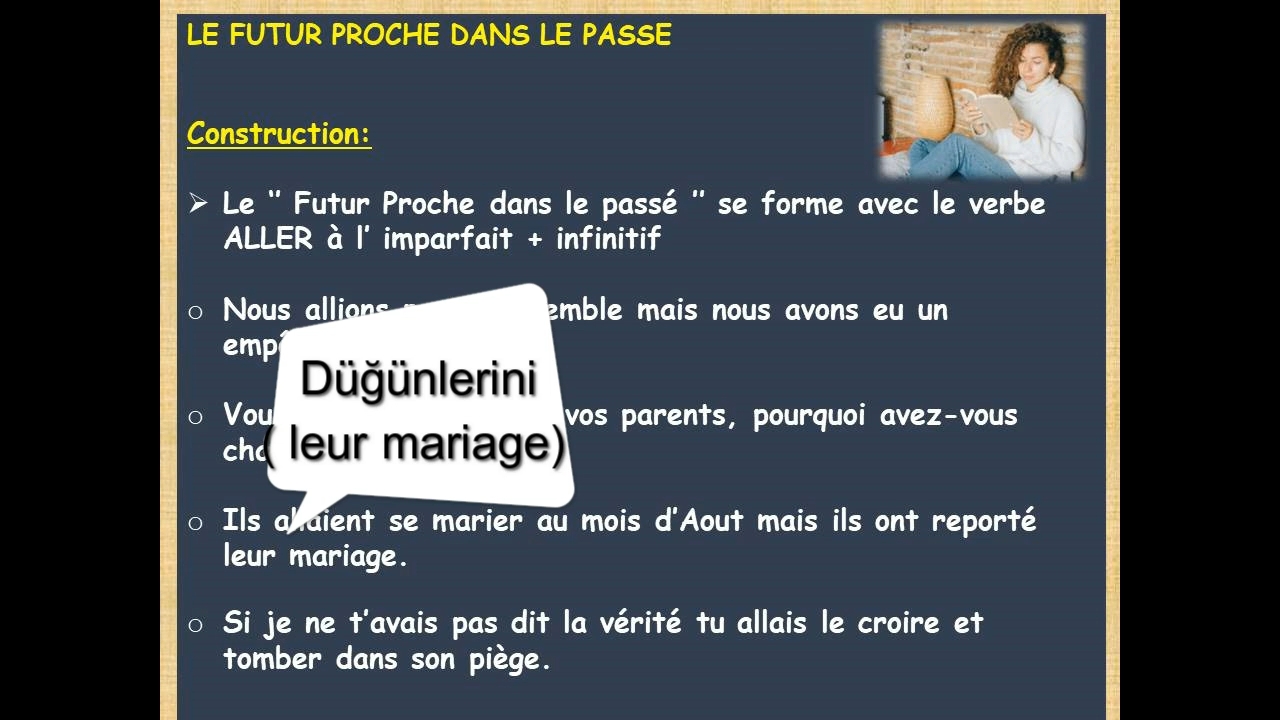 LE FUTUR PROCHE DANS LE PASSE
Construction:
➢ Le ‘’ Futur Proche dans le passé ’’ se forme avec le verbe
ALLER à l’ imparfait + infinitif
o Nous allions mais nous avons eu un
o vos parents, pourquoi avez-vous
Düğünlerini
( leur mariage)
o Ils allaient se marier au mois d’Aout mais ils ont reporté
leur mariage.
o Si je ne t’avais pas dit la vérité tu allais le croire et
tomber dans son piège.